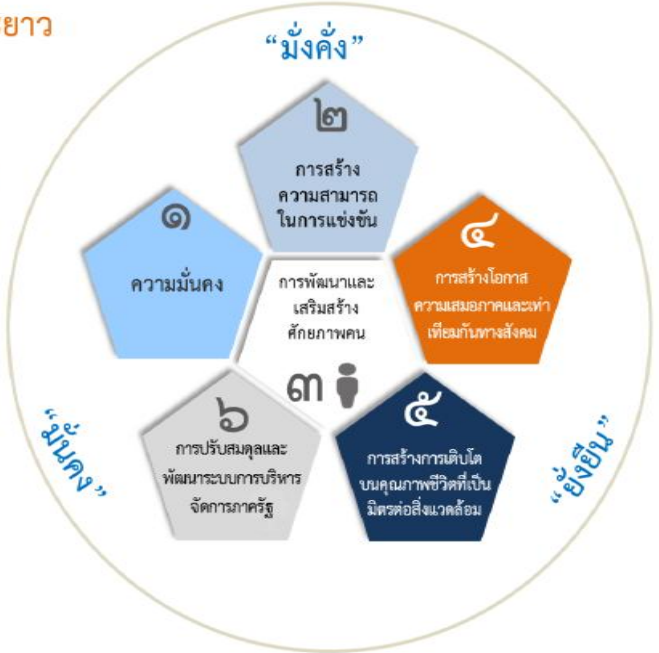 ยาว
“มั่งคั่ง”
๒
การสร้าง
ความสามารถ
ในการแข่งขัน
๑
ความมั่นคง
การพัฒนาและ
เสริมสร้าง
ศักยภาพคน
๓
๔
การสร้างโอกาส
ความเสมอภาคและเท่า
เทียมกันทางสังคม
๖
การปรับสมดุลและ
พัฒนาระบบการบริหาร
จัดการภาครัฐ
๕
การสร้างการเติบโต
บนคุณภาพชีวิตที่เป็น
มิตรต่อสิ่งแวดล้อม
“มั่นคง”
“ยั่งยืน”